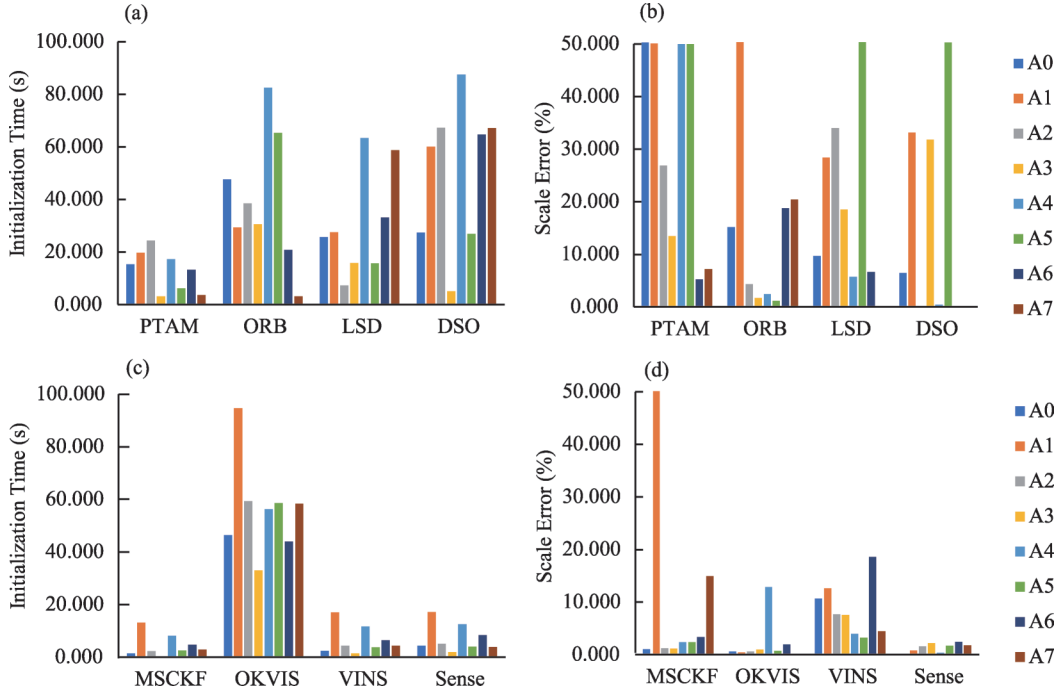 (a)
Initialization Time (s)
100.000
80.000
60.000
40.000
20.000
0.000
PTAM ORB LSD DSO
(b)
Scale Error (%)
50.000
40.000
30.000
20.000
10.000
0.000
PTAM ORB LSD DSO
A0
A1
A2
A3
A4
A5
A6
A7
(c)
Initialization Time (s)
100.000
80.000
60.000
40.000
20.000
0.000
MSCKF OKVIS VINS Sense
(d)
Scale Error (%)
50.000
40.000
30.000
20.000
10.000
0.000
MSCKF OKVIS VINS Sense
A0
A1
A2
A3
A4
A5
A6
A7